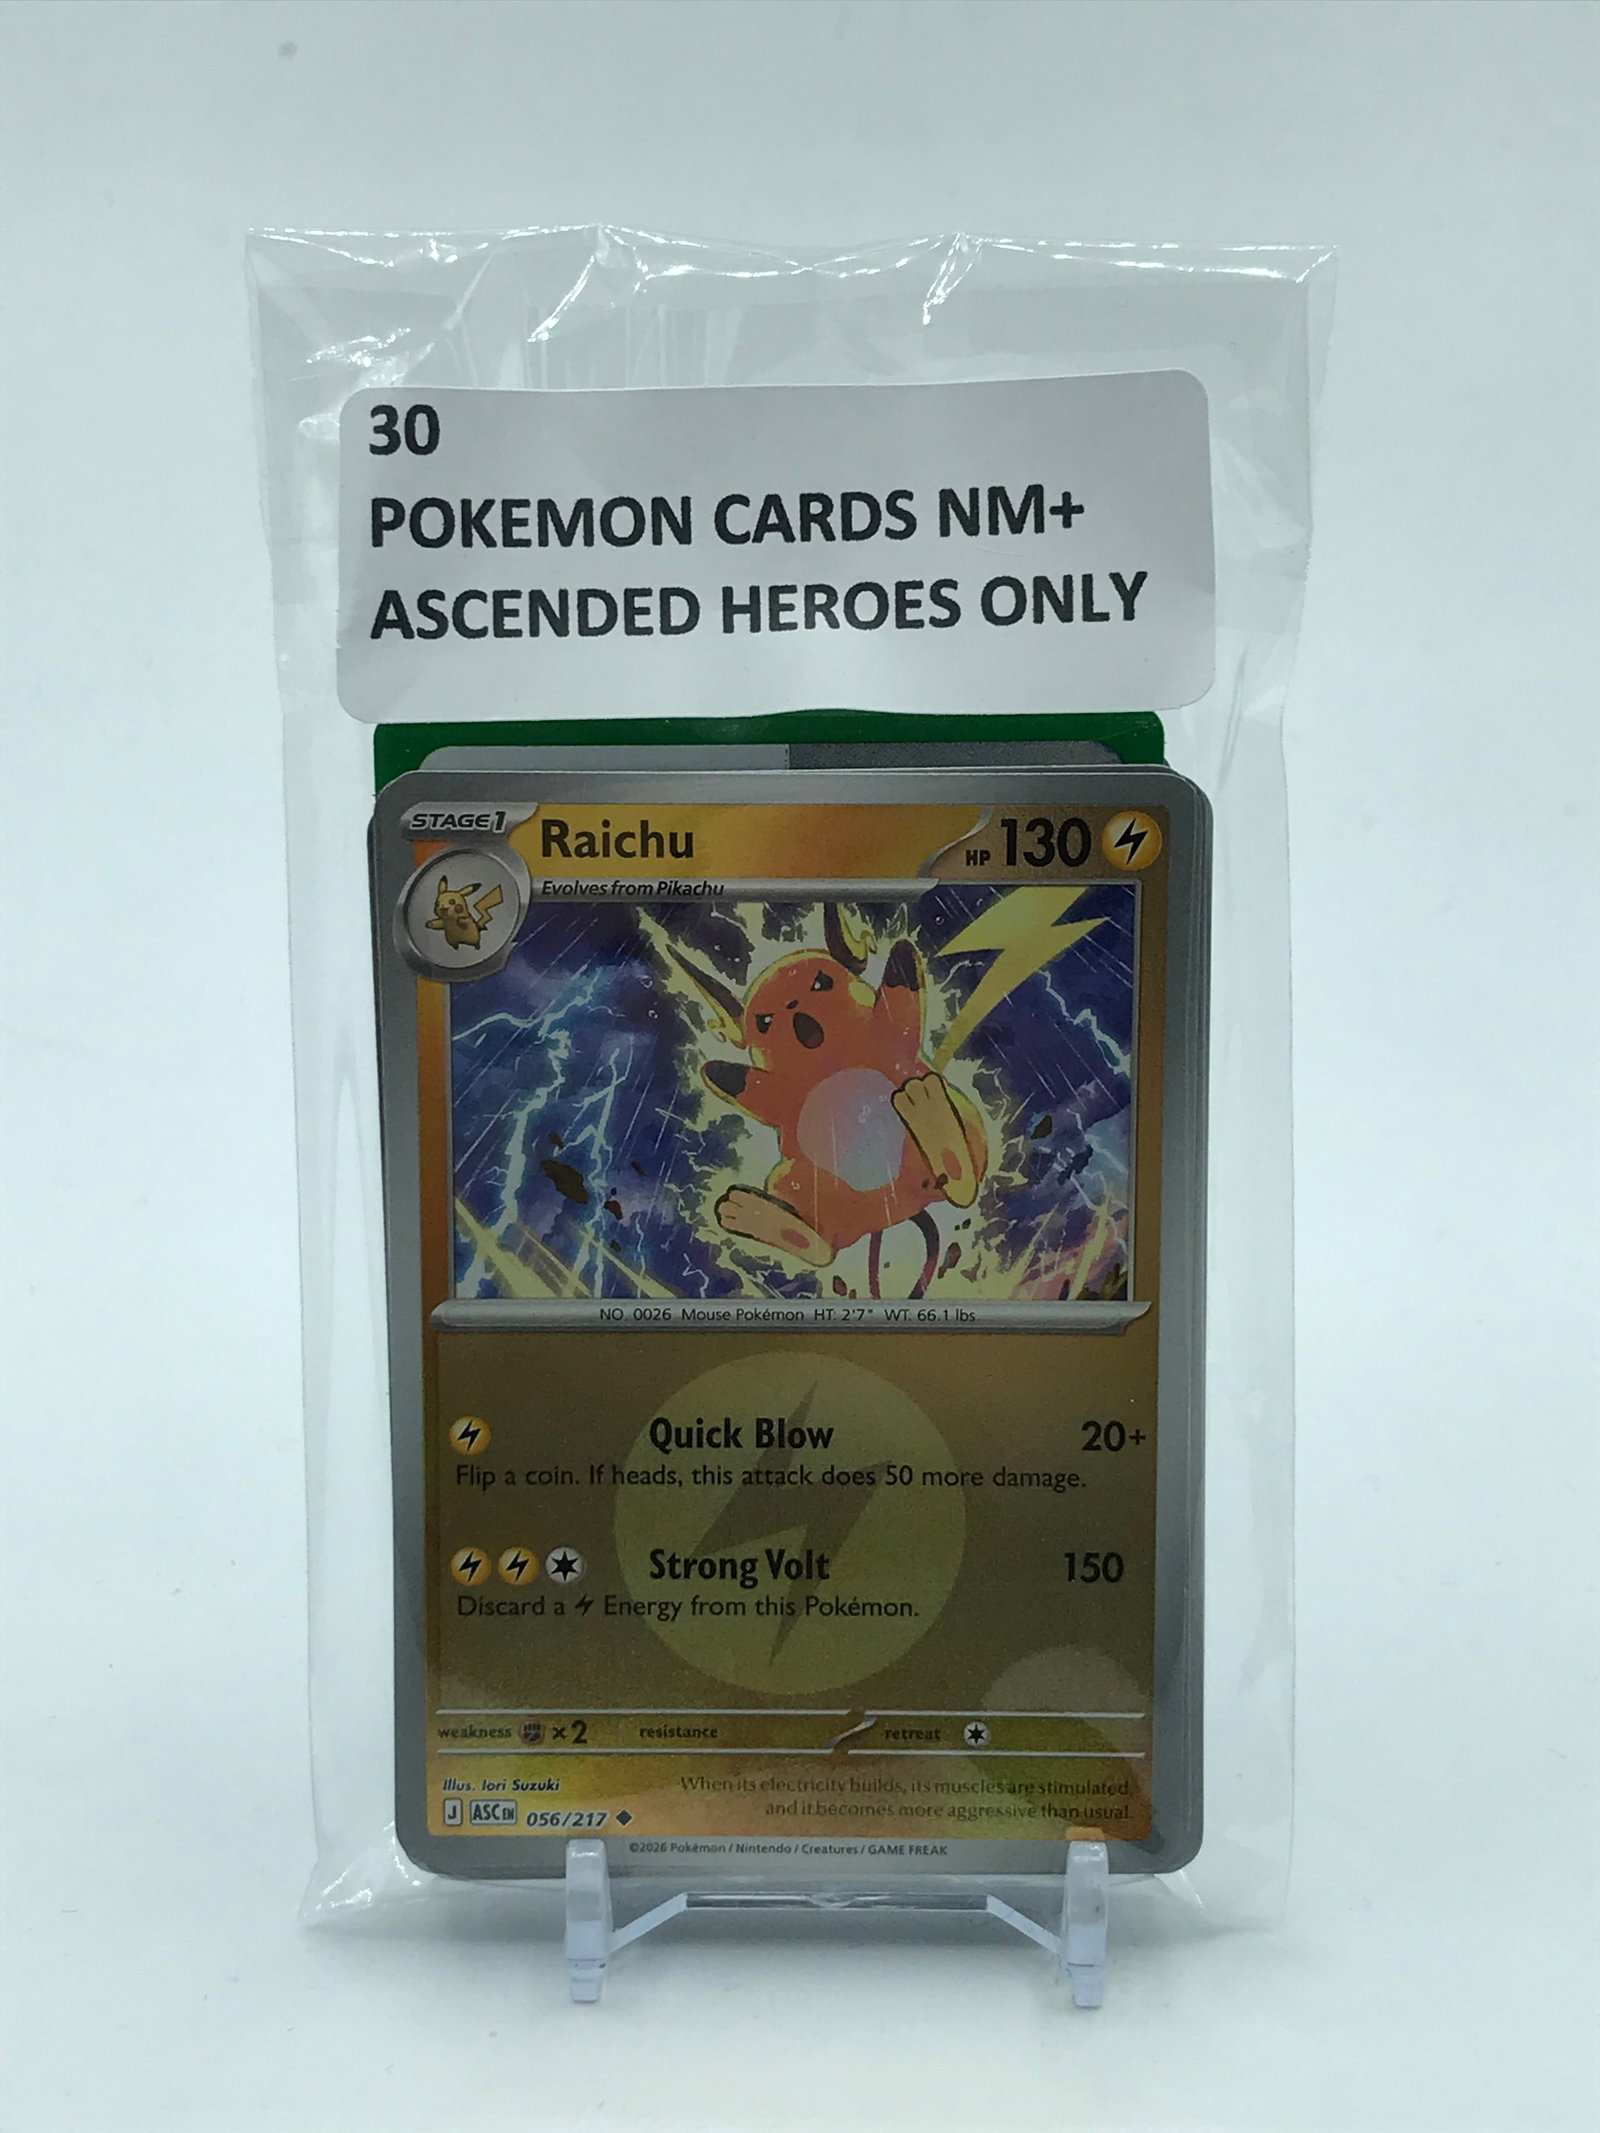 30
POKEMON CARDS NM+
ASCENDED HEROES ONLY
STAGE1 Raichu HP 130
Evolves from Pikachu
NO. 0026 Mouse Pokémon HT: 2'7" WT: 66.1 lbs.
Quick Blow 20+
Flip a coin. If heads, this attack does 50 more damage.
Strong Volt 150
Discard a Energy from this Pokémon.
weakness ×2 resistance retreat
Illus. Iori Suzuki
When its electricity builds, its muscles are stimulated,
and it becomes more aggressive than usual.
J ASC EN 056/217 ◆
©2026 Pokémon / Nintendo / Creatures / GAME FREAK